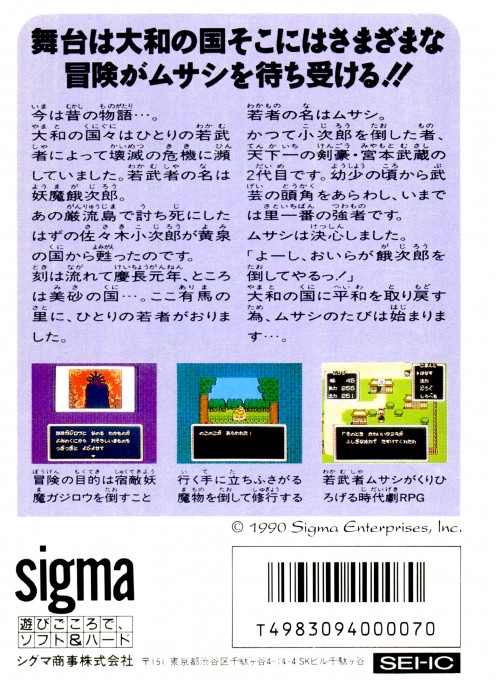 舞台は大和の国そこにはさまざまな
冒険がムサシを待ち受ける!!
今は昔の物語…。
大和の国々はひとりの若武
者によって壊滅の危機に瀕
していました。若武者の名は
妖魔餓次郎。
あの厳流島で討ち死にした
はずの佐々木小次郎が黄泉
の国から甦ったのです。
刻は流れて慶長元年、ところ
は美砂の国…。ここ有馬の
里に、ひとりの若者がおりま
した。
若者の名はムサシ。
かつて小次郎を倒した者、
天下一の剣豪・宮本武蔵の
2代目です。幼少の頃から武
芸の頭角をあらわし、いまで
は里一番の強者です。
ムサシは決心しました。
「よーし、おいらが餓次郎を
倒してやるっ!」
大和の国に平和を取り戻す
為、ムサシのたびは始まりま
す…。
のこのこが あらわれた!
冒険の目的は宿敵妖
魔ガジロウを倒すこと
行く手に立ちふさがる
魔物を倒して修行する
若武者ムサシがくりひ
ろげる時代劇RPG
© 1990 Sigma Enterprises, Inc.
sigma
遊びごころで、
ソフト&ハード
シグマ商事株式会社 〒151 東京都渋谷区千駄ヶ谷4-14-4 SKビル千駄ヶ谷
T4983094000070
SEI-IC